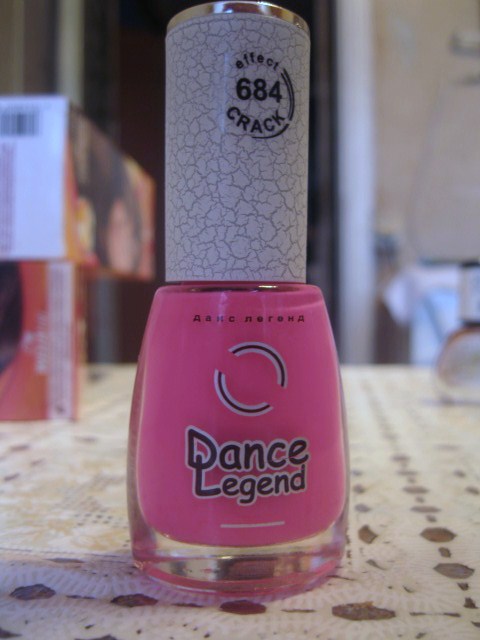 effect
684
CRACK
данс легенд
Dance
Legend